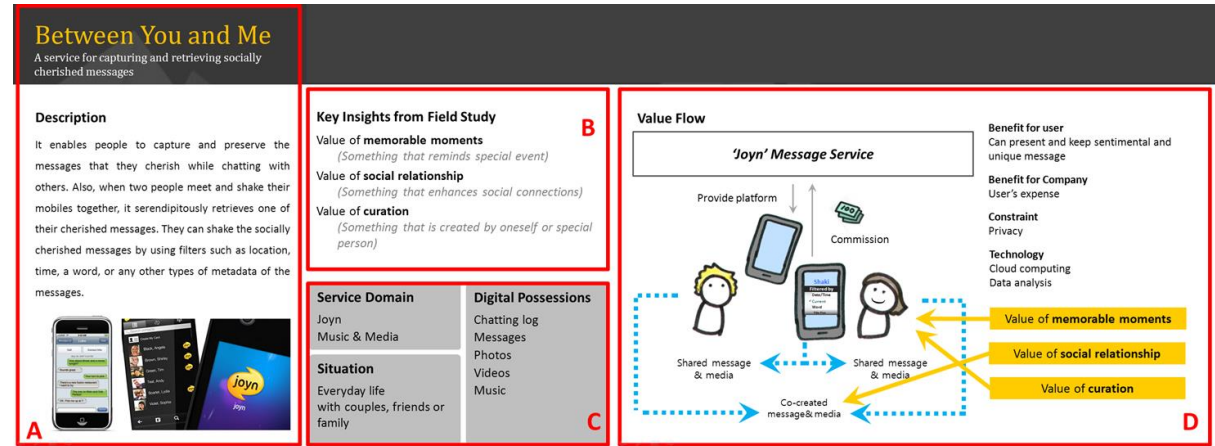 Between You and Me
A service for capturing and retrieving socially
cherished messages
Description
It enables people to capture and preserve the
messages that they cherish while chatting with
others. Also, when two people meet and shake their
mobiles together, it serendipitously retrieves one of
their cherished messages. They can shake the socially
cherished messages by using filters such as location,
time, a word, or any other types of metadata of the
messages.
joyn
joyn
A
Key Insights from Field Study
B
Value of memorable moments
(Something that reminds special event)
Value of social relationship
(Something that enhances social connections)
Value of curation
(Something that is created by oneself or special
person)
Service Domain
Joyn
Music & Media
Situation
Everyday life
with couples, friends or
family
Digital Possessions
Chatting log
Messages
Photos
Videos
Music
C
Value Flow
'Joyn' Message Service
Provide platform
Commission
Filtered by
Date/Time
Word
Shared message
& media
Shared message
& media
Co-created
message& media
Benefit for user
Can present and keep sentimental and
unique message
Benefit for Company
User's expense
Constraint
Privacy
Technology
Cloud computing
Data analysis
Value of memorable moments
Value of social relationship
Value of curation
D